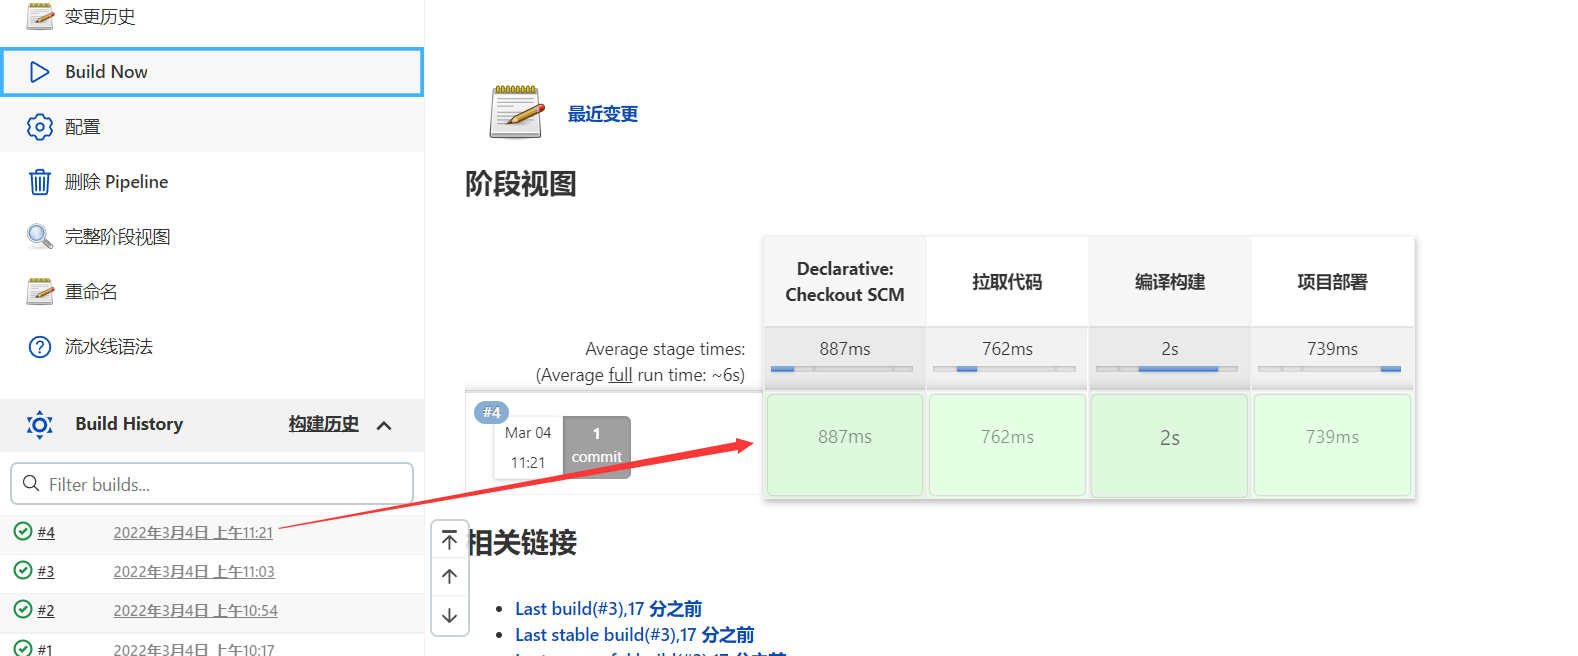 变更历史
Build Now
配置
删除 Pipeline
完整阶段视图
重命名
流水线语法
Build History 构建历史
Filter builds...
#4 2022年3月4日 上午11:21
#3 2022年3月4日 上午11:03
#2 2022年3月4日 上午10:54
#1 2022年3月4日 上午10:17
最近变更
阶段视图
Declarative: Checkout SCM
拉取代码
编译构建
项目部署
Average stage times:
(Average full run time: ~6s)
887ms 762ms 2s 739ms
#4
Mar 04
11:21
1
commit
887ms 762ms 2s 739ms
相关链接
Last build(#3),17 分之前
Last stable build(#3),17 分之前